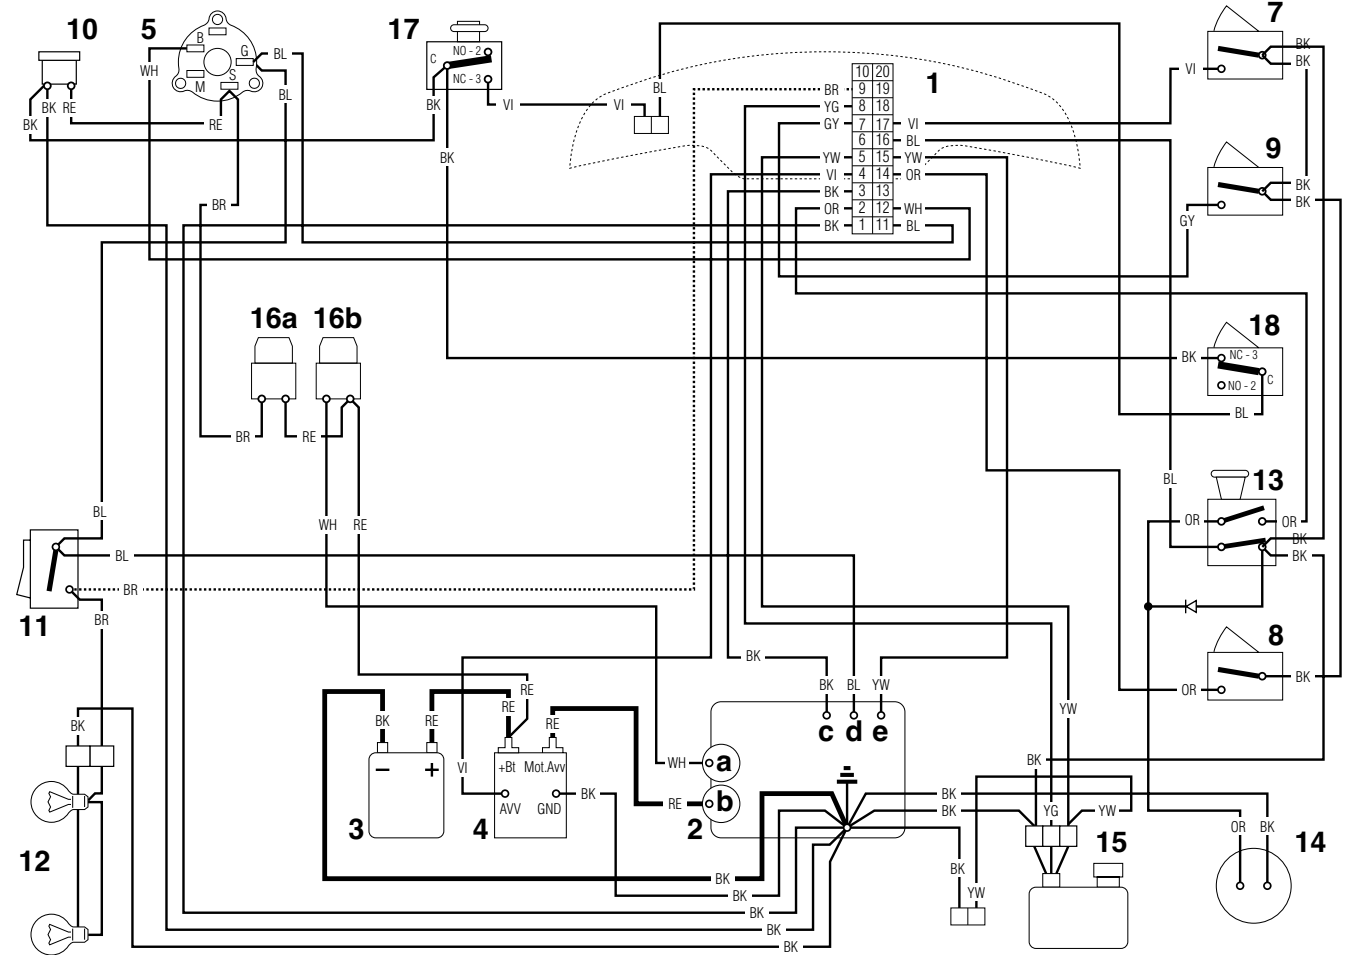 10
5
17
7
1
9
18
13
8
16a
16b
11
12
3
4
2
15
14
B
G
M
S
BL
BL
WH
BK
RE
BK
RE
BR
C
NO - 2
NC - 3
BK
VI
VI
BL
BK
10 20
BR 9 19
YG 8 18
GY 7 17 VI
6 16 BL
YW 5 15 YW
VI 4 14 OR
BK 3 13
OR 2 12 WH
BK 1 11 BL
BK
BK
VI
BK
BK
GY
BK
NC - 3
C
NO - 2
BL
BL
OR
OR
BK
BK
OR
BK
BR
RE
WH
RE
BL
BL
BR
BR
BK
BK
RE
RE
RE
RE
– +
+Bt Mot.Avv
AVV GND
VI
BK
WH
RE
a
b
c d e
BK
BK BL YW
YW
BK
BK
BK
YG
YW
BK
YW
OR BK
BK
BK
BK
BK
BK